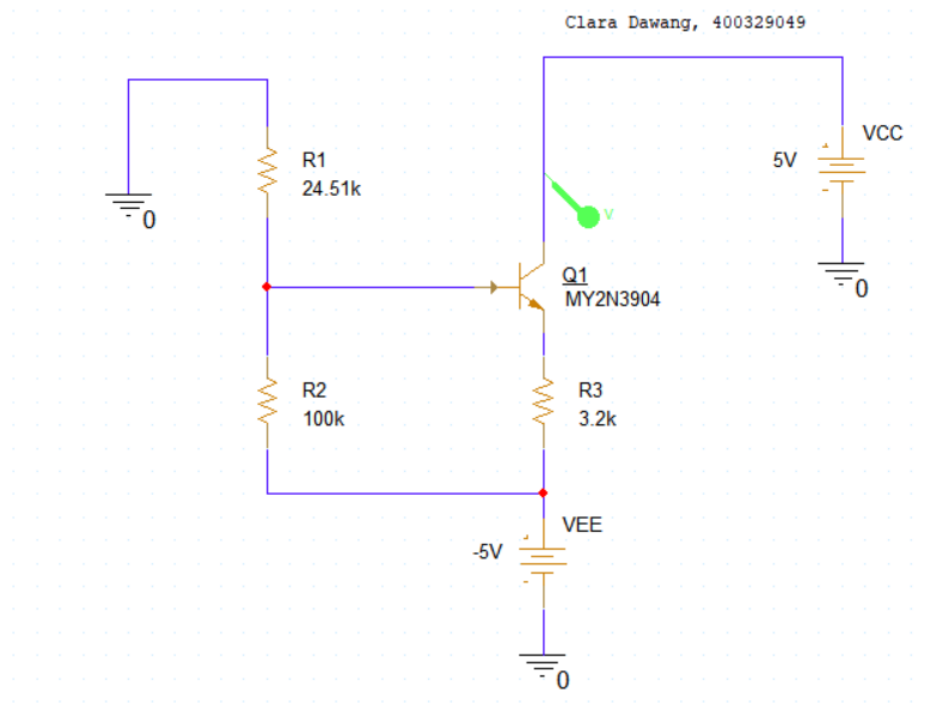 Clara Dawang, 400329049
VCC
5V
R1
24.51k
0
Q1
MY2N3904
0
R2
100k
R3
3.2k
VEE
-5V
0
V